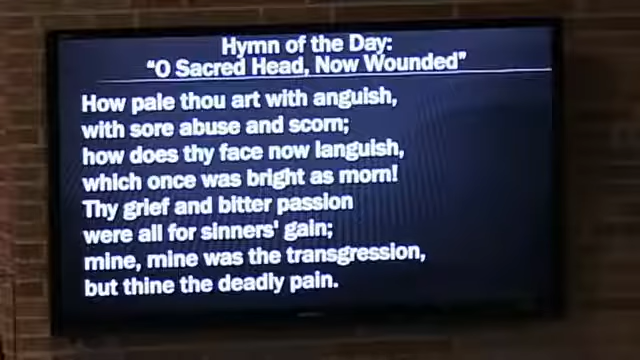 Hymn of the Day:
“O Sacred Head, Now Wounded”
How pale thou art with anguish,
with sore abuse and scorn;
how does thy face now languish,
which once was bright as morn!
Thy grief and bitter passion
were all for sinners' gain;
mine, mine was the transgression,
but thine the deadly pain.